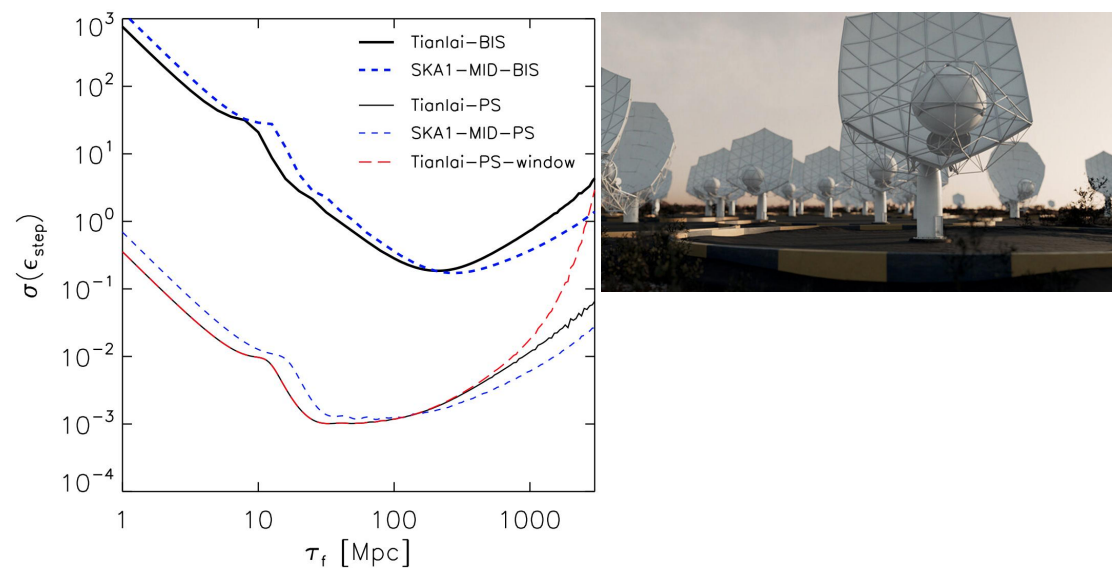 10³
10²
10¹
10⁰
10⁻¹
10⁻²
10⁻³
10⁻⁴
σ(ϵstep)
Tianlai−BIS
SKA1−MID−BIS
Tianlai−PS
SKA1−MID−PS
Tianlai−PS−window
1 10 100 1000
τf [Mpc]